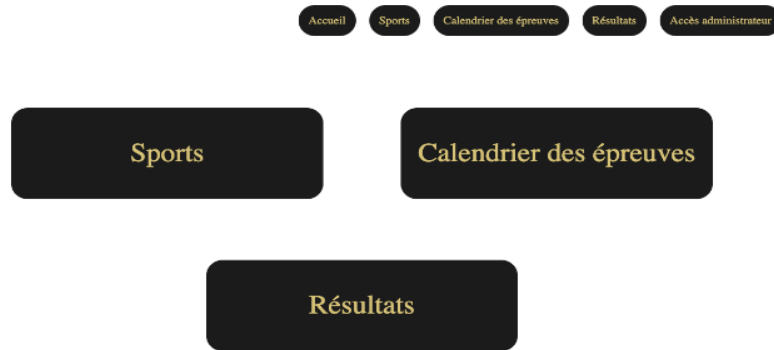 Accueil Sports Calendrier des épreuves Résultats Accès administrateur
Sports Calendrier des épreuves
Résultats